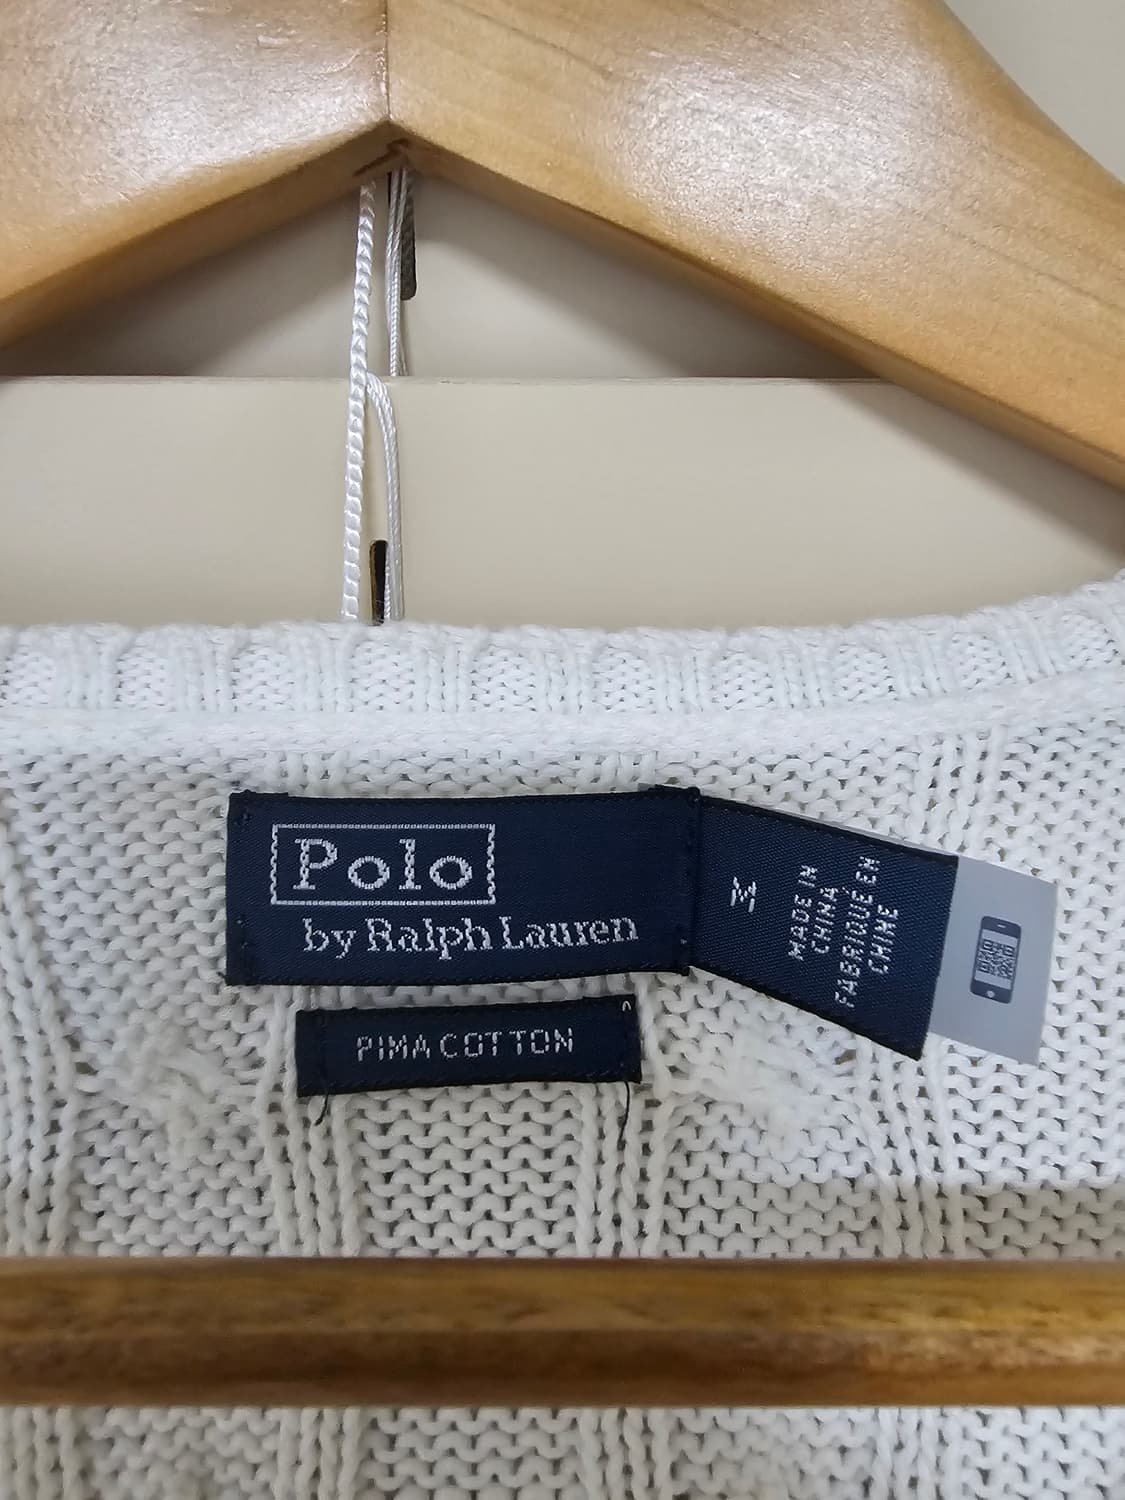 Polo
by Ralph Lauren
M
MADE IN
CHINA
FABRIQUÉ EN
CHINE
PIMA COTTON